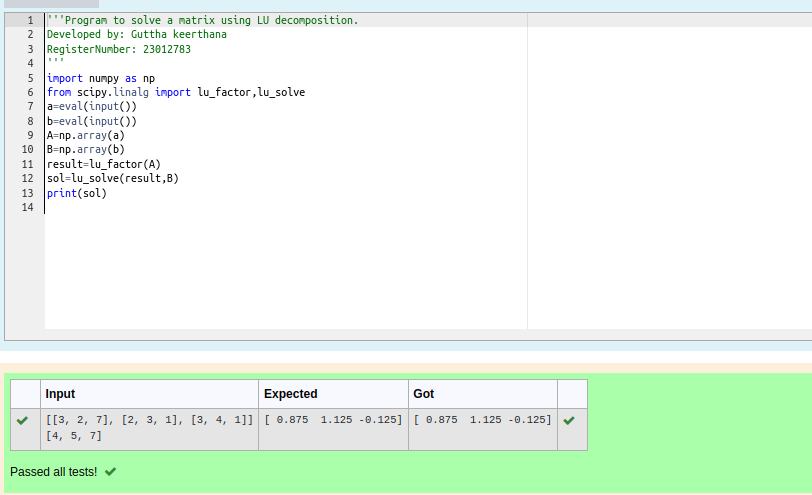 1 '''Program to solve a matrix using LU decomposition.
2 Developed by: Guttha keerthana
3 RegisterNumber: 23012783
4 '''
5 import numpy as np
6 from scipy.linalg import lu_factor,lu_solve
7 a=eval(input())
8 b=eval(input())
9 A=np.array(a)
10 B=np.array(b)
11 result=lu_factor(A)
12 sol=lu_solve(result,B)
13 print(sol)
14
Input Expected Got
[[3, 2, 7], [2, 3, 1], [3, 4, 1]] [ 0.875  1.125 -0.125] [ 0.875  1.125 -0.125]
[4, 5, 7]
Passed all tests!